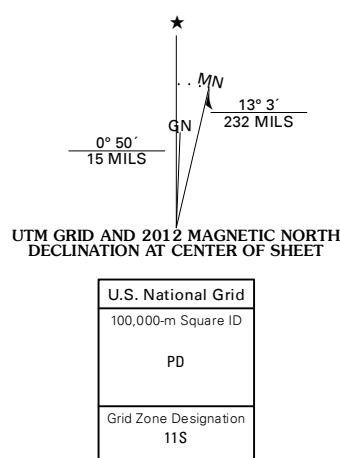 MN
GN
13° 3´
232 MILS
0° 50´
15 MILS
UTM GRID AND 2012 MAGNETIC NORTH
DECLINATION AT CENTER OF SHEET
U.S. National Grid
100,000-m Square ID
PD
Grid Zone Designation
11S